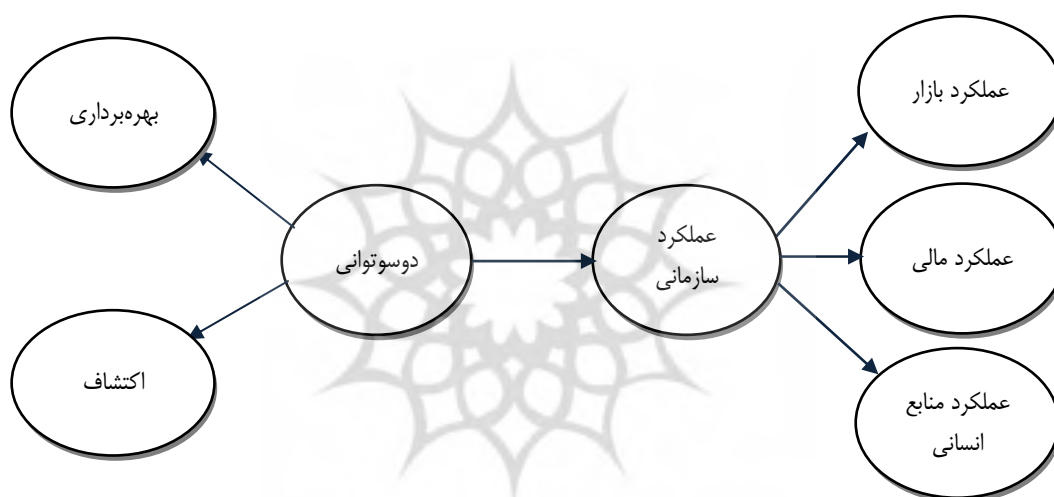 عملکرد بازار
بهره‌برداری
عملکرد
سازمانی
دوسوتوانی
عملکرد مالی
اکتشاف
عملکرد منابع
انسانی